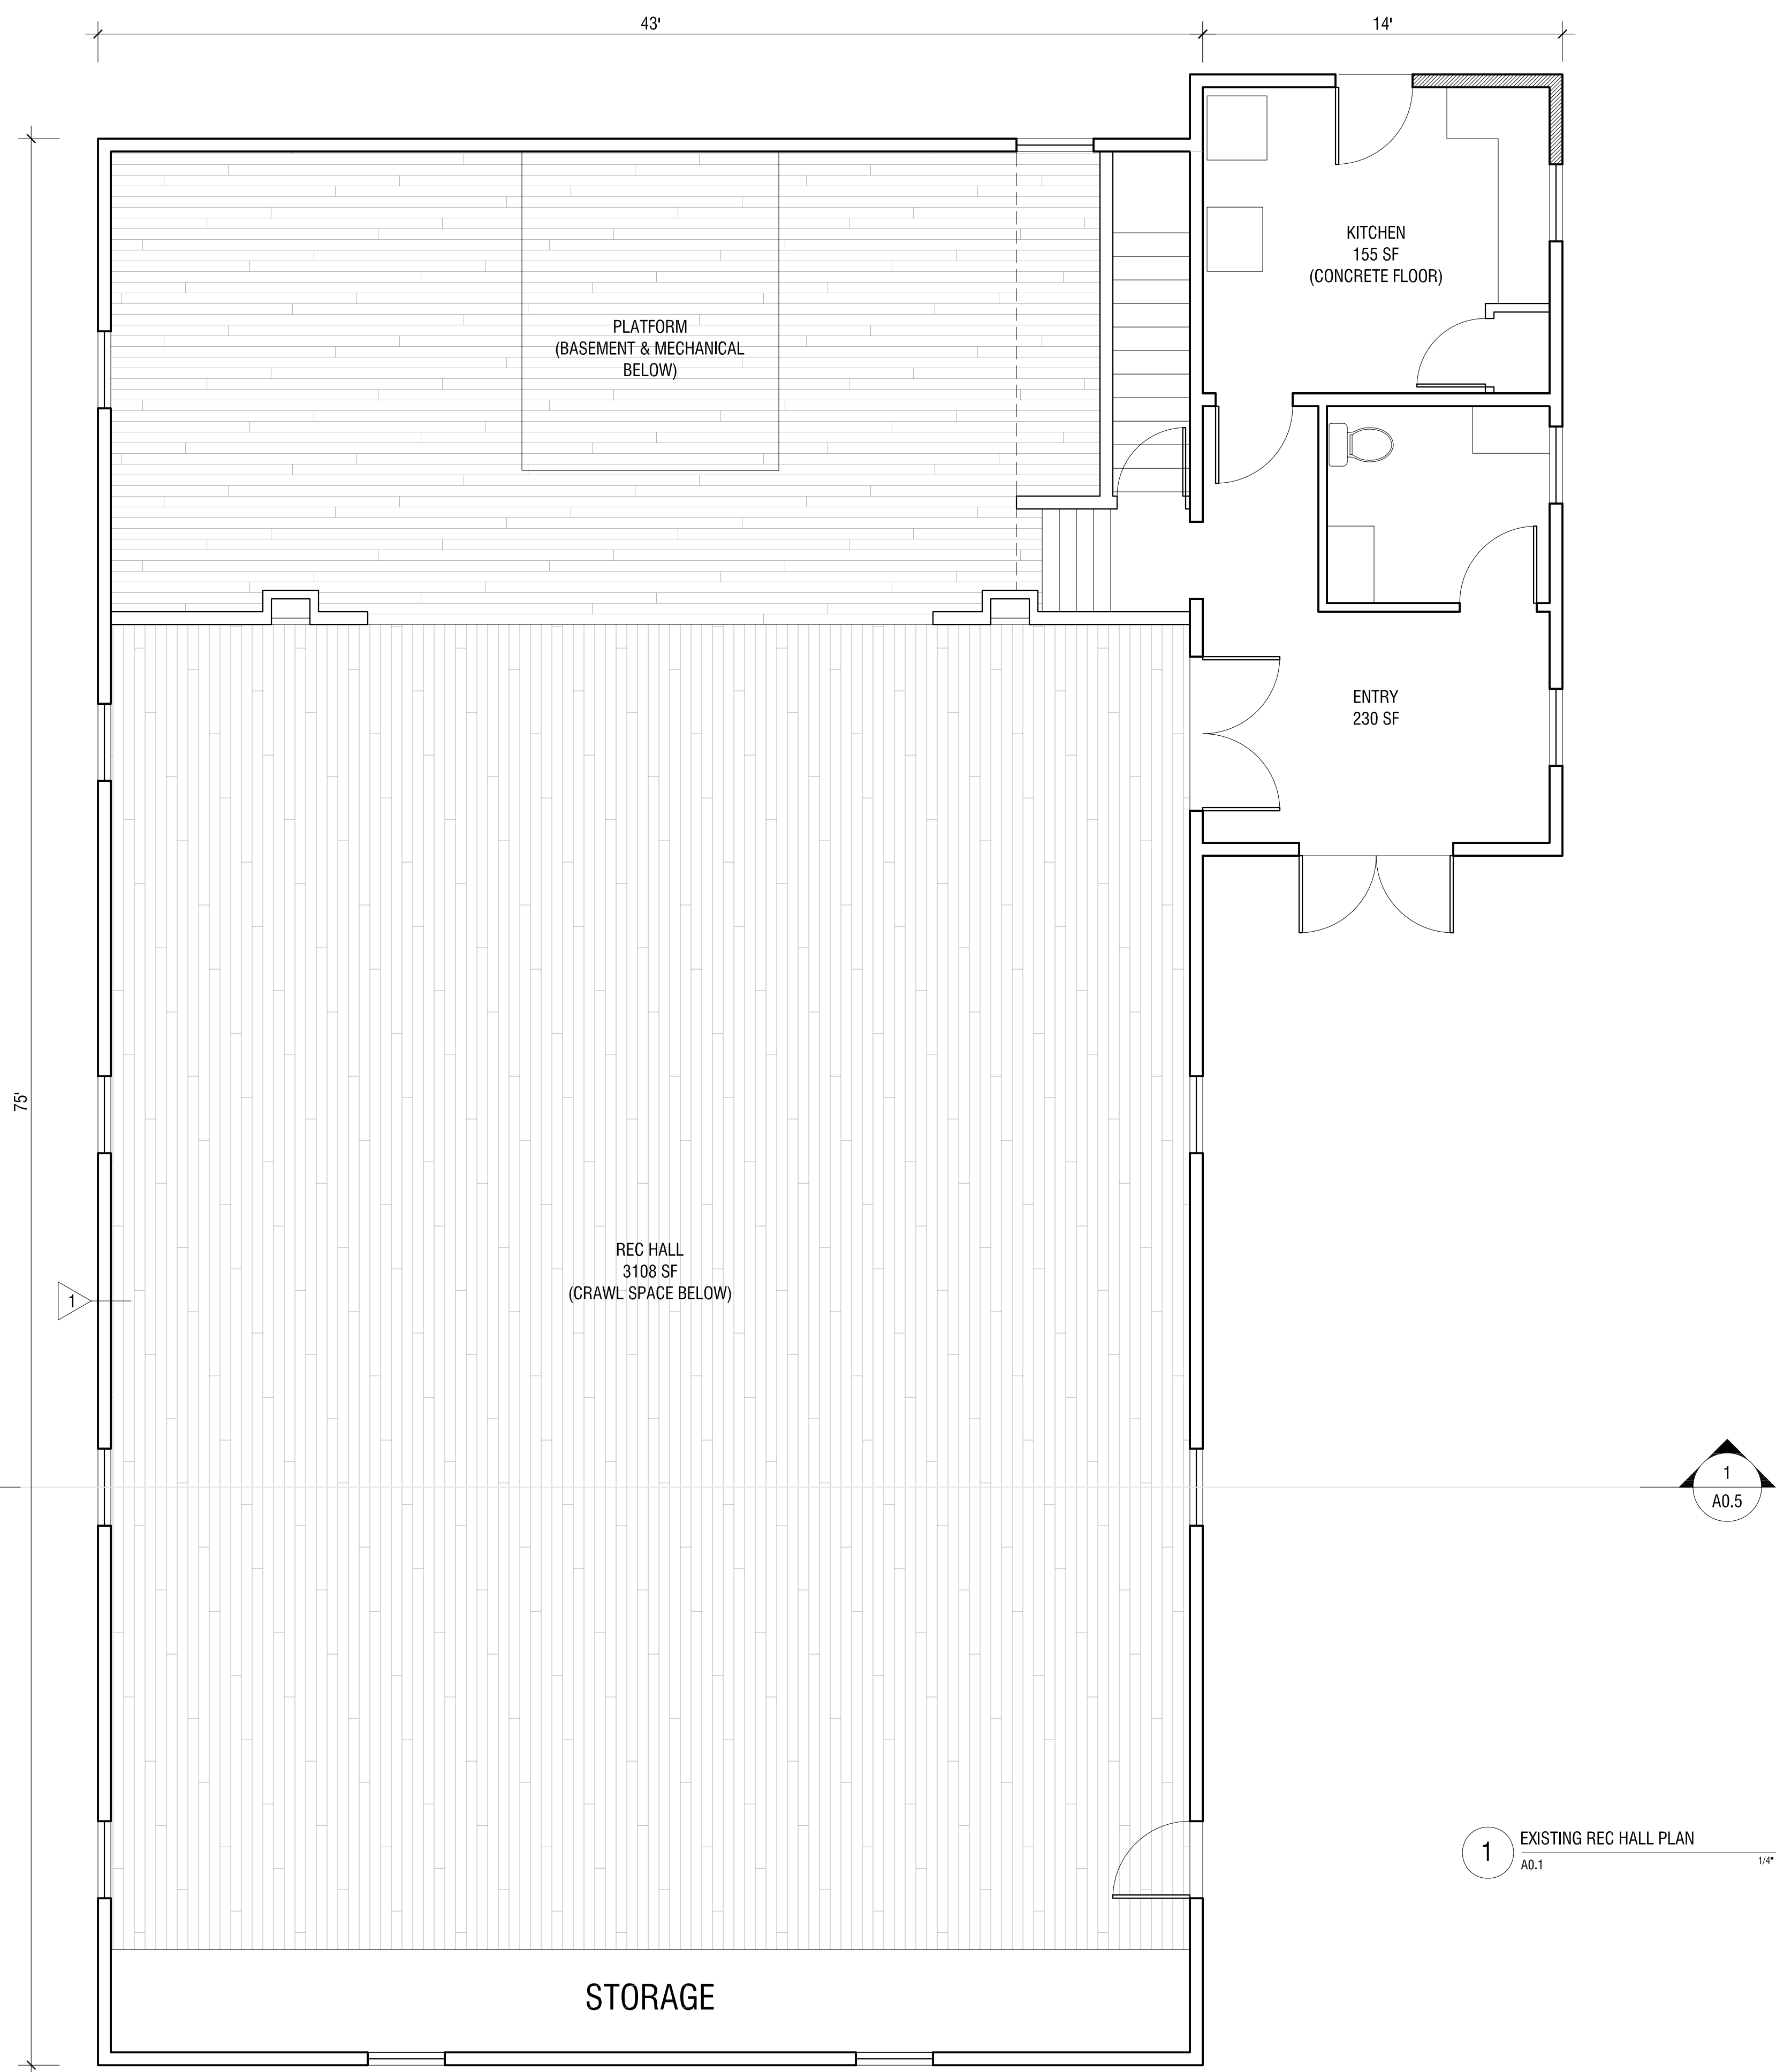 43'
14'
KITCHEN
155 SF
(CONCRETE FLOOR)
PLATFORM
(BASEMENT & MECHANICAL
BELOW)
ENTRY
230 SF
75'
REC HALL
3108 SF
(CRAWL SPACE BELOW)
1
1
A0.5
1
EXISTING REC HALL PLAN
A0.1
1/4"
STORAGE